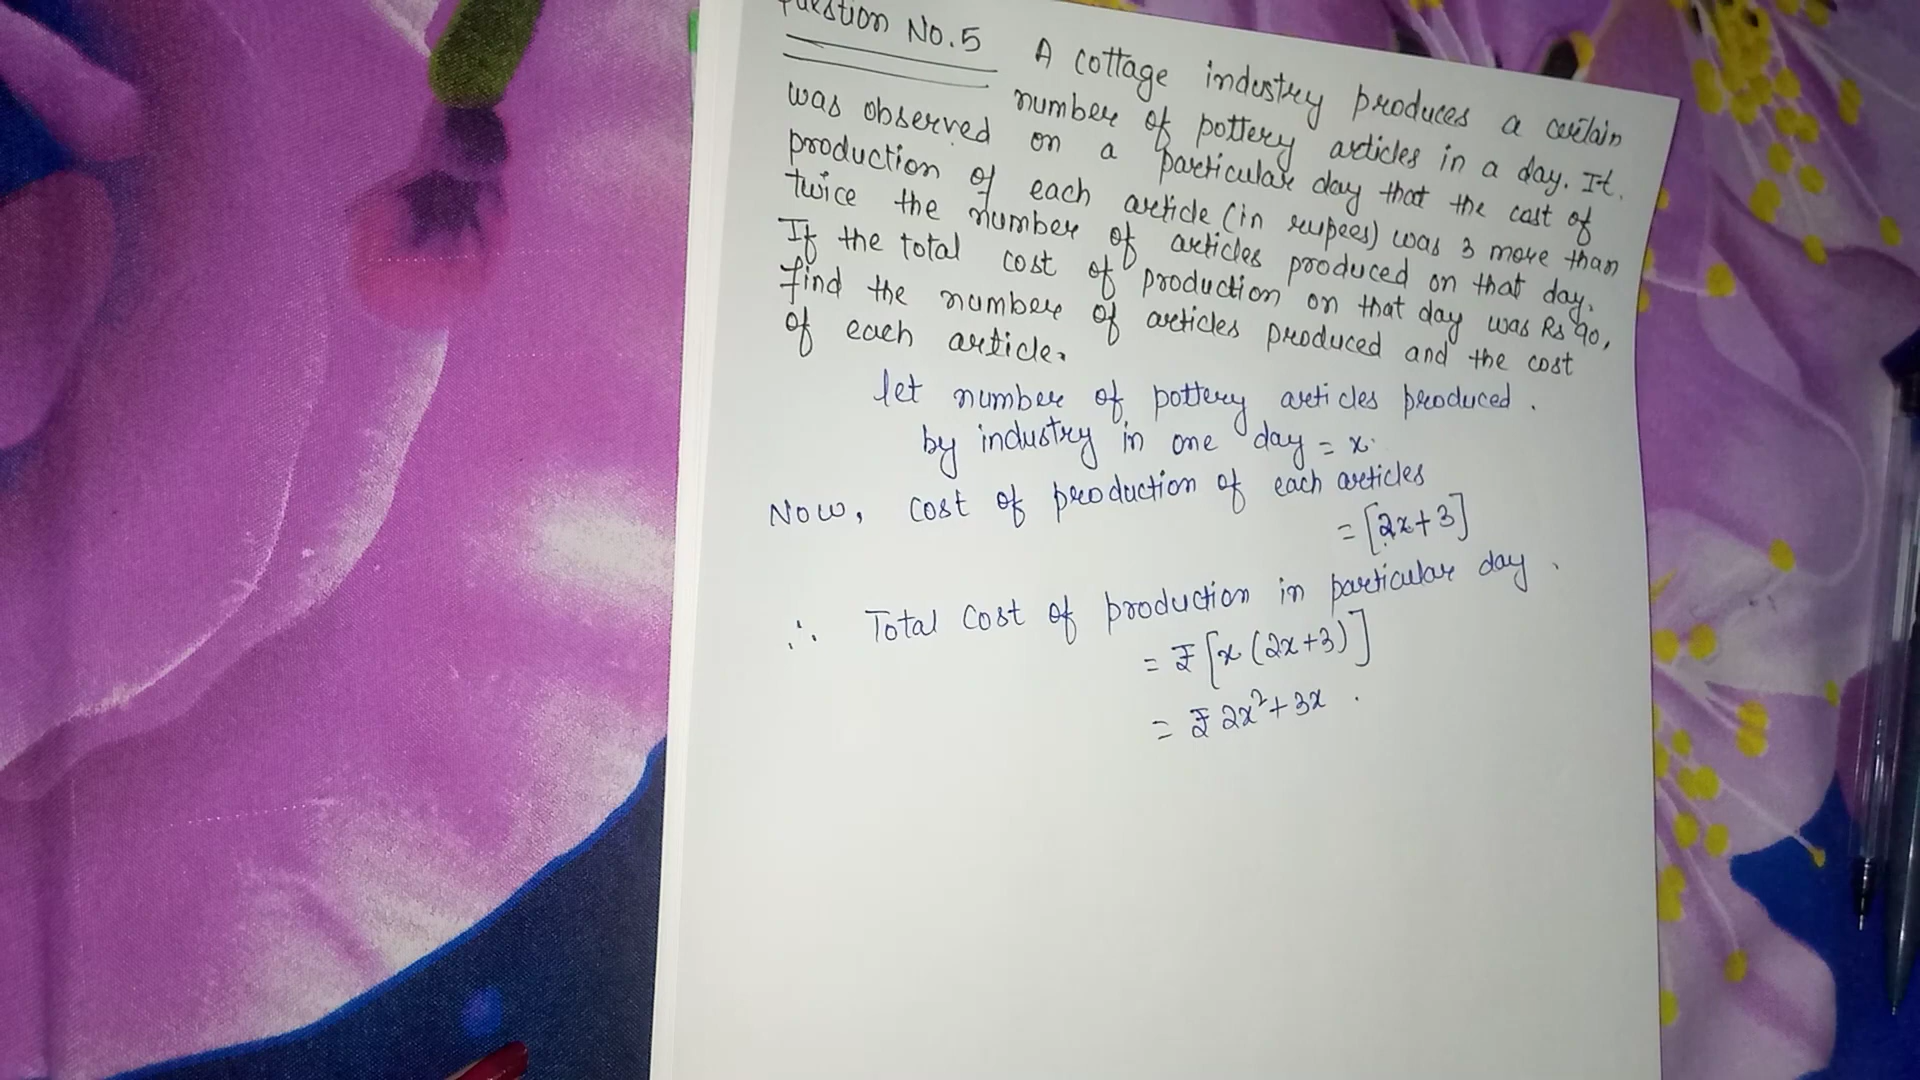 Question No.5 A cottage industry produces a certain
number of pottery articles in a day. It
was observed on a particular day that the cast of
production of each article (in rupees) was 3 more than
twice the number of articles produced on that day.
If the total cost of production on that day was Rs 90,
find the number of articles produced and the cost
of each article.
let number of pottery articles produced.
by industry in one day = x.
Now, cost of production of each articles
= [2x+3]
∴ Total cost of production in particular day.
= ₹ [x (2x+3)]
= ₹ 2x²+3x.